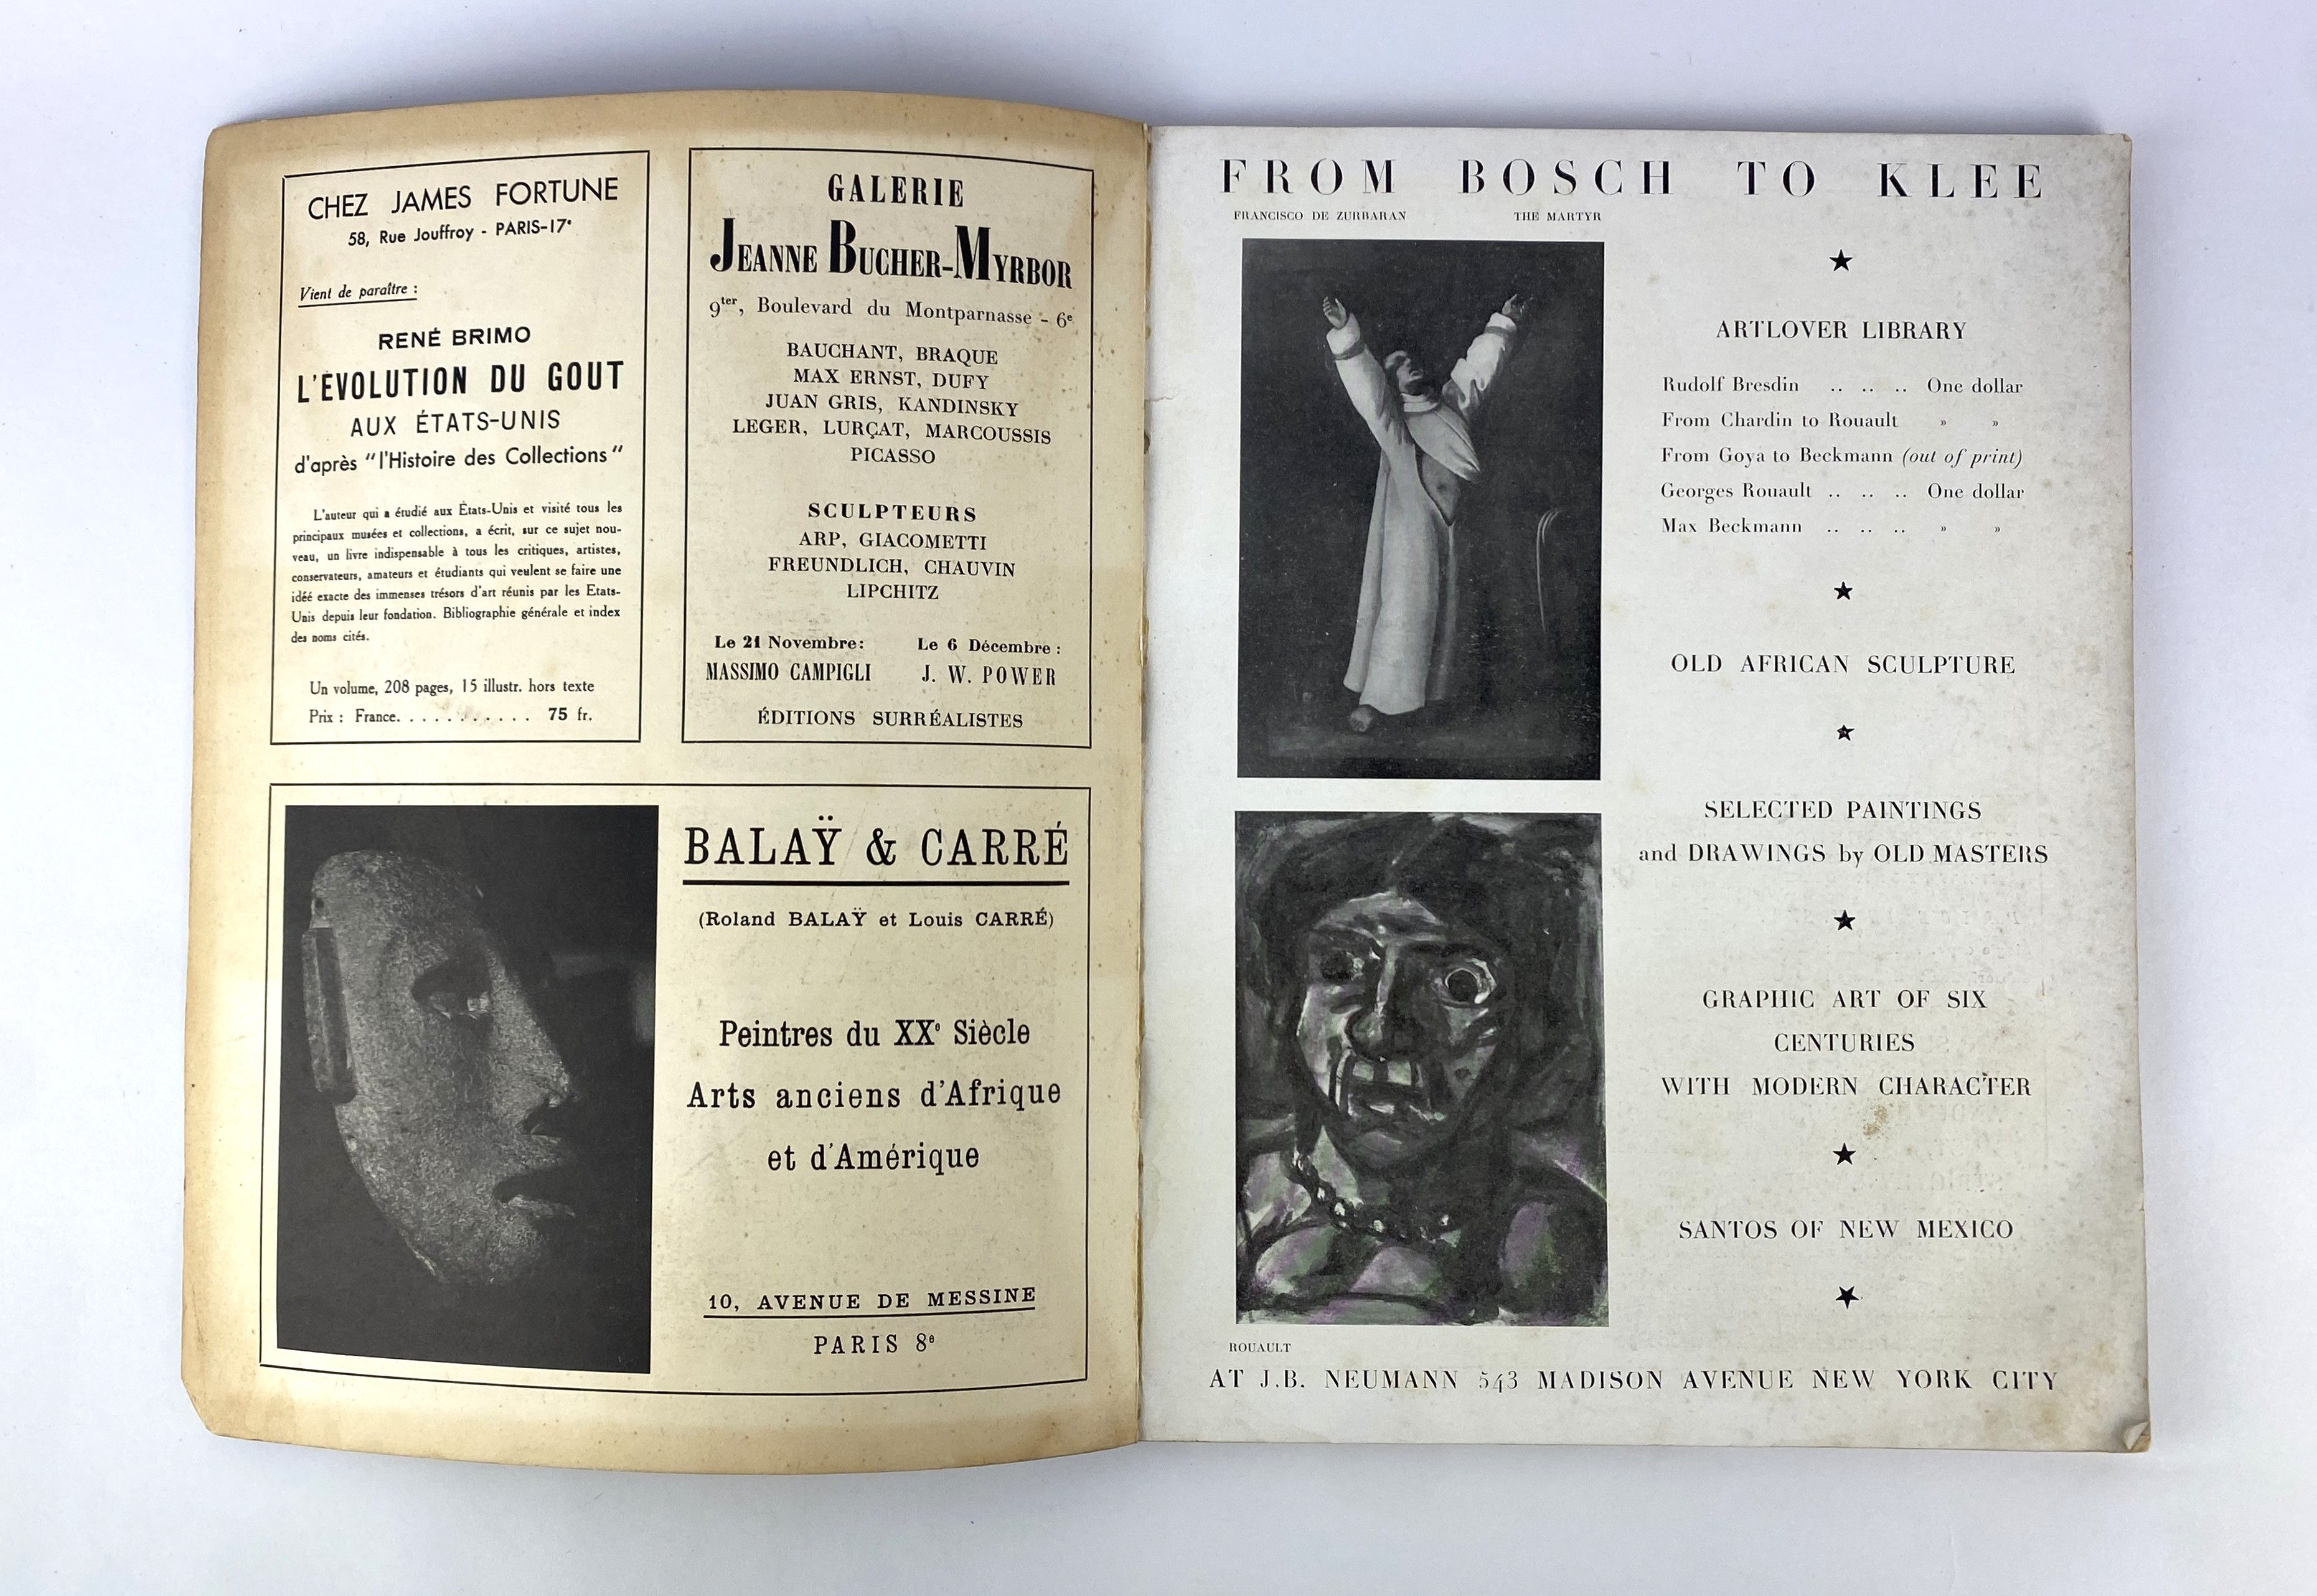 CHEZ JAMES FORTUNE
58, Rue Jouffroy - PARIS-17e
Vient de paraître :
RENÉ BRIMO
L'ÉVOLUTION DU GOUT
AUX ÉTATS-UNIS
d'après "l'Histoire des Collections"
L'auteur qui a étudié aux États-Unis et visité tous les
principaux musées et collections, a écrit, sur ce sujet nou-
veau, un livre indispensable à tous les critiques, artistes,
conservateurs, amateurs et étudiants qui veulent se faire une
idéé exacte des immenses trésors d'art réunis par les Etats-
Unis depuis leur fondation. Bibliographie générale et index
des noms cités.
Un volume, 208 pages, 15 illustr. hors texte
Prix : France. . . . . . . . . . . 75 fr.
GALERIE
JEANNE BUCHER-MYRBOR
9ter, Boulevard du Montparnasse - 6e
BAUCHANT, BRAQUE
MAX ERNST, DUFY
JUAN GRIS, KANDINSKY
LEGER, LURÇAT, MARCOUSSIS
PICASSO
SCULPTEURS
ARP, GIACOMETTI
FREUNDLICH, CHAUVIN
LIPCHITZ
Le 21 Novembre: Le 6 Décembre :
MASSIMO CAMPIGLI J. W. POWER
ÉDITIONS SURRÉALISTES
BALAŸ & CARRÉ
(Roland BALAŸ et Louis CARRÉ)
Peintres du XXe Siècle
Arts anciens d'Afrique
et d'Amérique
10, AVENUE DE MESSINE
PARIS 8e
FROM BOSCH TO KLEE
FRANCISCO DE ZURBARAN THE MARTYR
ARTLOVER LIBRARY
Rudolf Bresdin .. .. .. One dollar
From Chardin to Rouault » »
From Goya to Beckmann (out of print)
Georges Rouault .. .. .. One dollar
Max Beckmann .. .. .. » »
OLD AFRICAN SCULPTURE
SELECTED PAINTINGS
and DRAWINGS by OLD MASTERS
GRAPHIC ART OF SIX
CENTURIES
WITH MODERN CHARACTER
SANTOS OF NEW MEXICO
ROUAULT
AT J.B. NEUMANN 543 MADISON AVENUE NEW YORK CITY